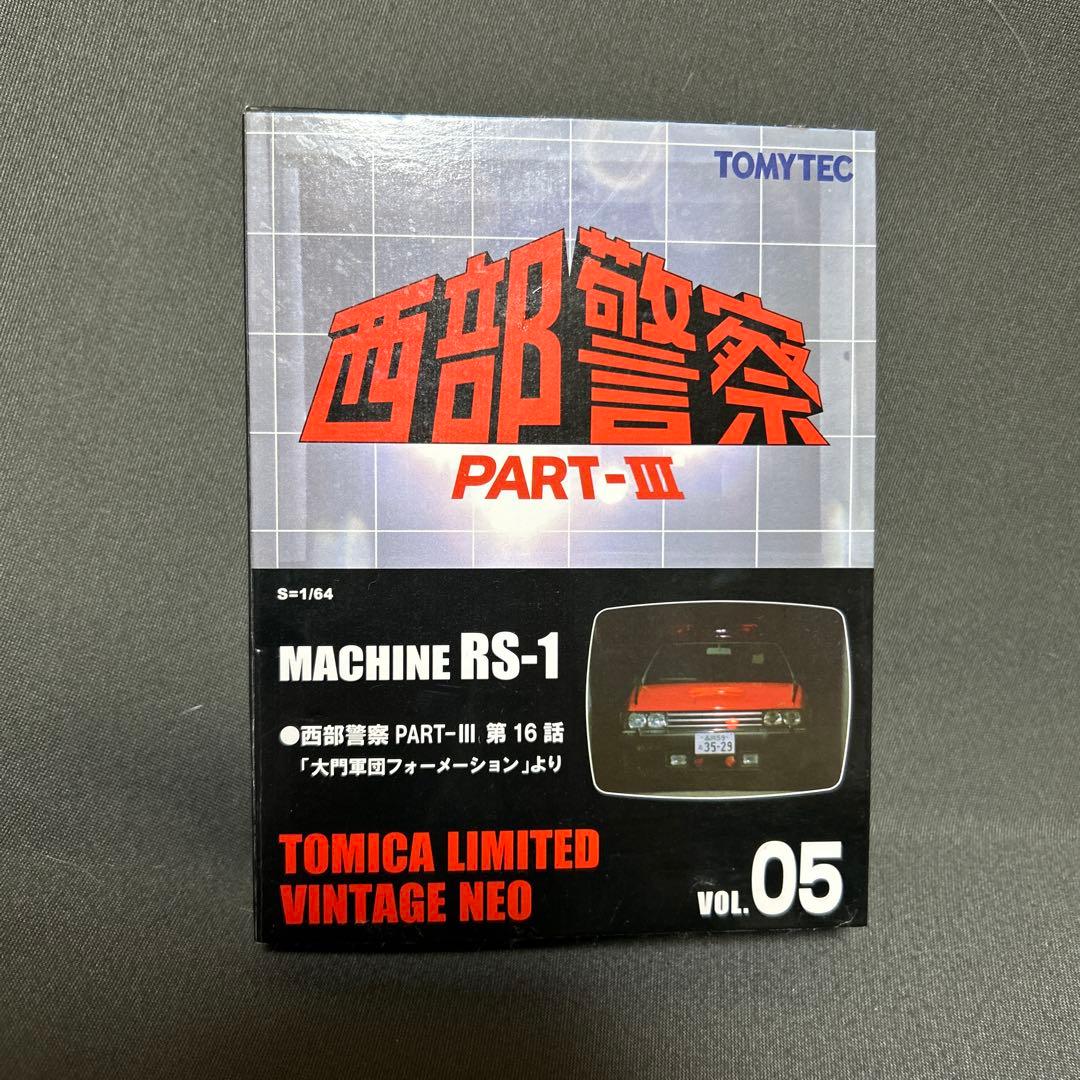 TOMYTEC
西部警察
PART-III
S=1/64
MACHINE RS-1
●西部警察 PART-III 第16話
「大門軍団フォーメーション」より
35-29
TOMICA LIMITED
VINTAGE NEO
VOL. 05